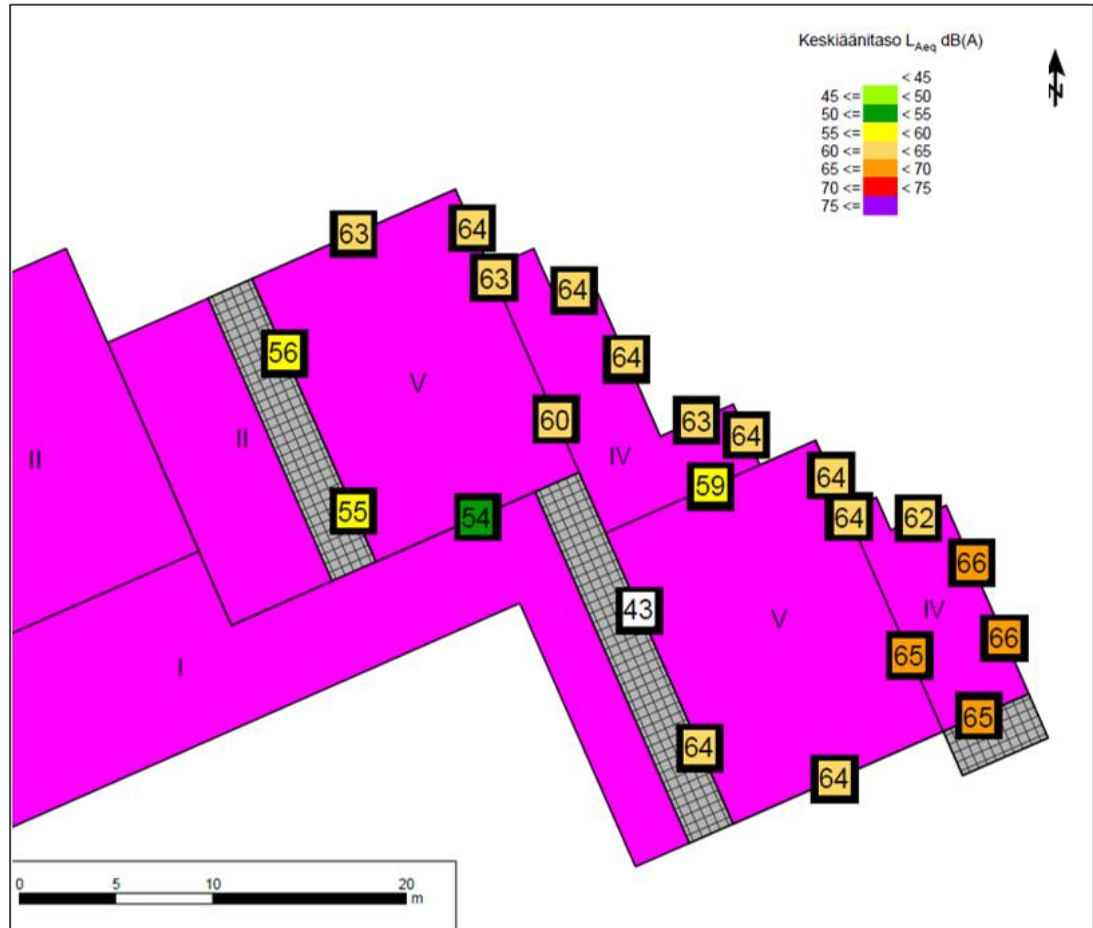 Keskiäänitaso LAeq dB(A)
< 45
45 <= < 50
50 <= < 55
55 <= < 60
60 <= < 65
65 <= < 70
70 <= < 75
75 <=
N
63
64
63
64
56
64
V
60
63
64
II
II
IV
59
64
55
54
64
62
66
43
IV
V
66
65
I
65
64
64
0 5 10 20
m